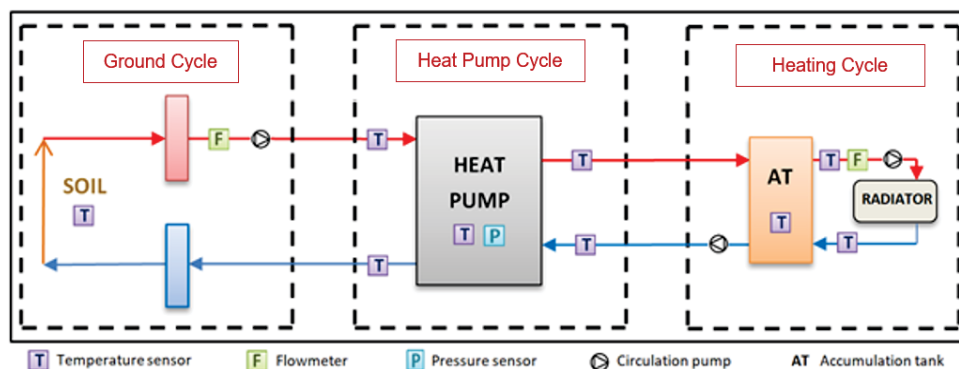 Ground Cycle
Heat Pump Cycle
Heating Cycle
F
T
T
T
F
HEAT
PUMP
AT
SOIL
RADIATOR
T
T
P
T
T
T
T
T Temperature sensor
F Flowmeter
P Pressure sensor
Circulation pump
AT Accumulation tank